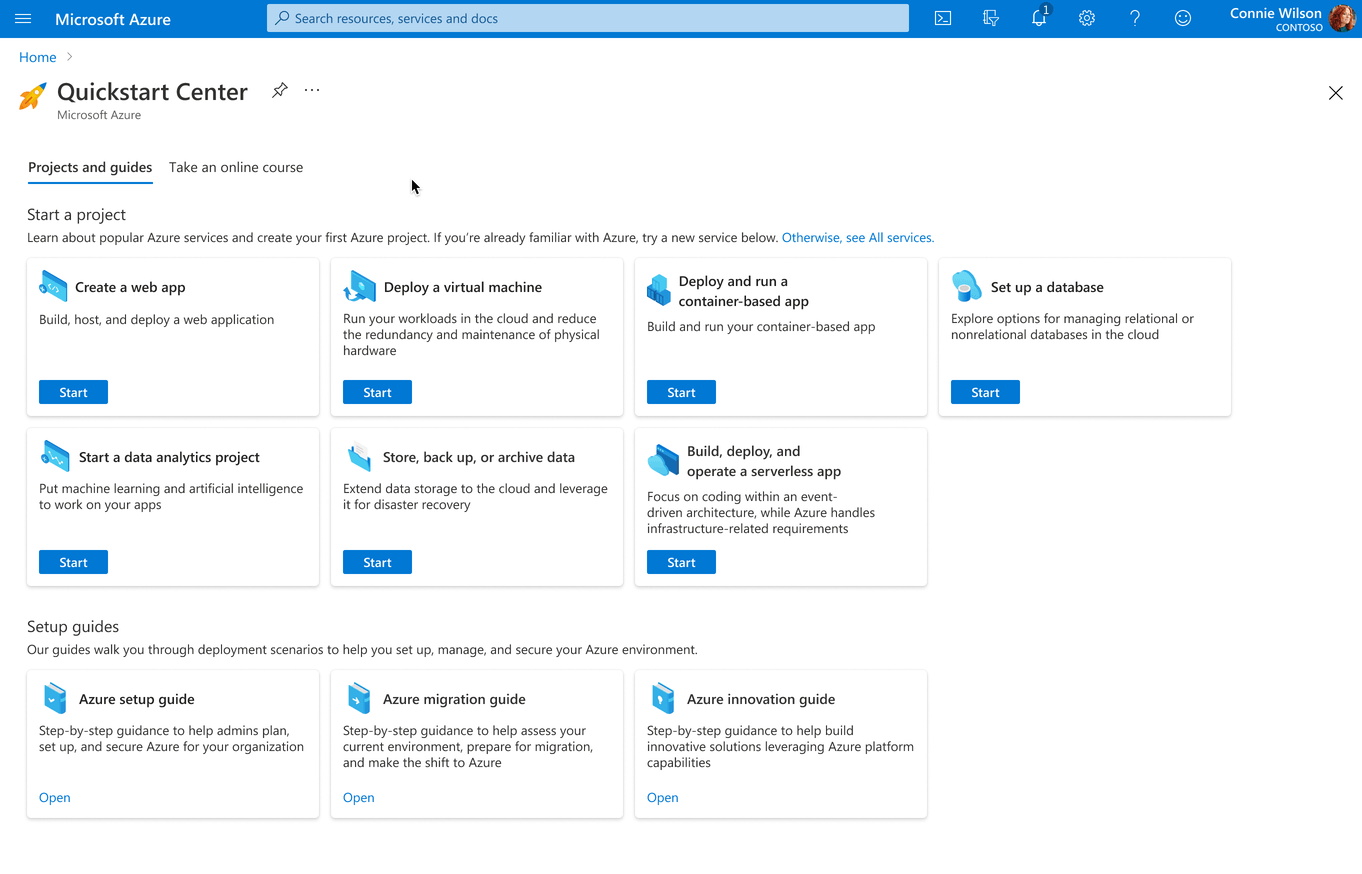 Microsoft Azure
Search resources, services and docs
1
Connie Wilson
CONTOSO
Home
Quickstart Center
Microsoft Azure
Projects and guides
Take an online course
Start a project
Learn about popular Azure services and create your first Azure project. If you’re already familiar with Azure, try a new service below. Otherwise, see All services.
Create a web app
Build, host, and deploy a web application
Start
Deploy a virtual machine
Run your workloads in the cloud and reduce
the redundancy and maintenance of physical
hardware
Start
Deploy and run a
container-based app
Build and run your container-based app
Start
Set up a database
Explore options for managing relational or
nonrelational databases in the cloud
Start
Start a data analytics project
Put machine learning and artificial intelligence
to work on your apps
Start
Store, back up, or archive data
Extend data storage to the cloud and leverage
it for disaster recovery
Start
Build, deploy, and
operate a serverless app
Focus on coding within an event-
driven architecture, while Azure handles
infrastructure-related requirements
Start
Setup guides
Our guides walk you through deployment scenarios to help you set up, manage, and secure your Azure environment.
Azure setup guide
Step-by-step guidance to help admins plan,
set up, and secure Azure for your organization
Open
Azure migration guide
Step-by-step guidance to help assess your
current environment, prepare for migration,
and make the shift to Azure
Open
Azure innovation guide
Step-by-step guidance to help build
innovative solutions leveraging Azure platform
capabilities
Open